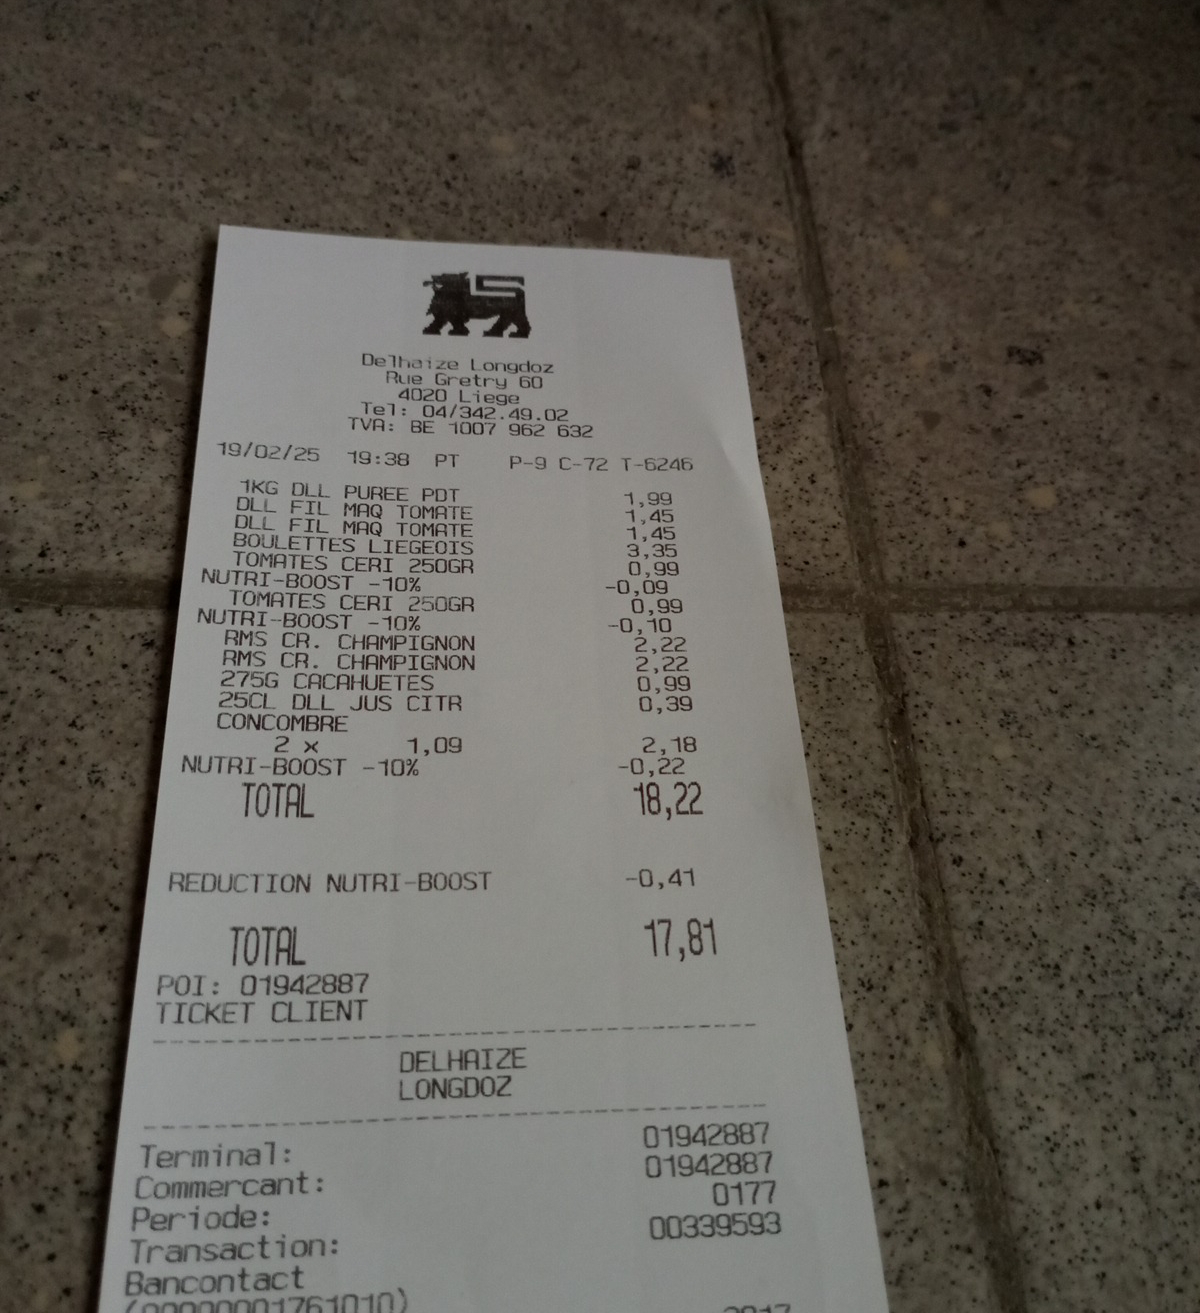 Delhaize Longdoz
Rue Gretry 60
4020 Liege
Tel: 04/342.49.02
TVA: BE 1007 962 632
19/02/25 19:38 PT P-9 C-72 T-6246
1KG DLL PUREE PDT 1,99
DLL FIL MAQ TOMATE 1,45
DLL FIL MAQ TOMATE 1,45
BOULETTES LIEGEOIS 3,35
TOMATES CERI 250GR 0,99
NUTRI-BOOST -10% -0,09
TOMATES CERI 250GR 0,99
NUTRI-BOOST -10% -0,10
RMS CR. CHAMPIGNON 2,22
RMS CR. CHAMPIGNON 2,22
275G CACAHUETES 0,99
25CL DLL JUS CITR 0,39
CONCOMBRE
2 x 1,09 2,18
NUTRI-BOOST -10% -0,22
TOTAL 18,22
REDUCTION NUTRI-BOOST -0,41
TOTAL 17,81
POI: 01942887
TICKET CLIENT
DELHAIZE
LONGDOZ
Terminal: 01942887
Commercant: 01942887
Periode: 0177
Transaction: 00339593
Bancontact